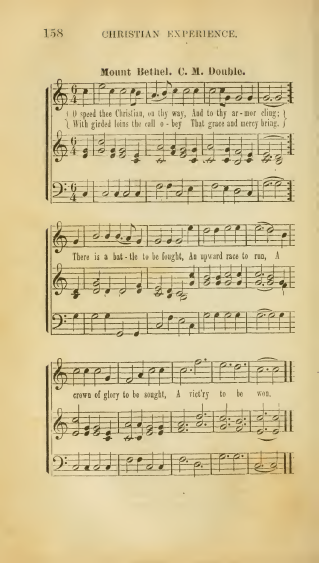 158 CHRISTIAN EXPERIENCE.
Mount Bethel. C. M. Double.
O speed thee Christian, on thy way, And to thy ar-mor cling;
With girded loins the call o-bey That grace and mercy bring.
There is a bat-tle to be fought, An upward race to run, A
crown of glory to be sought, A vict'ry to be won.